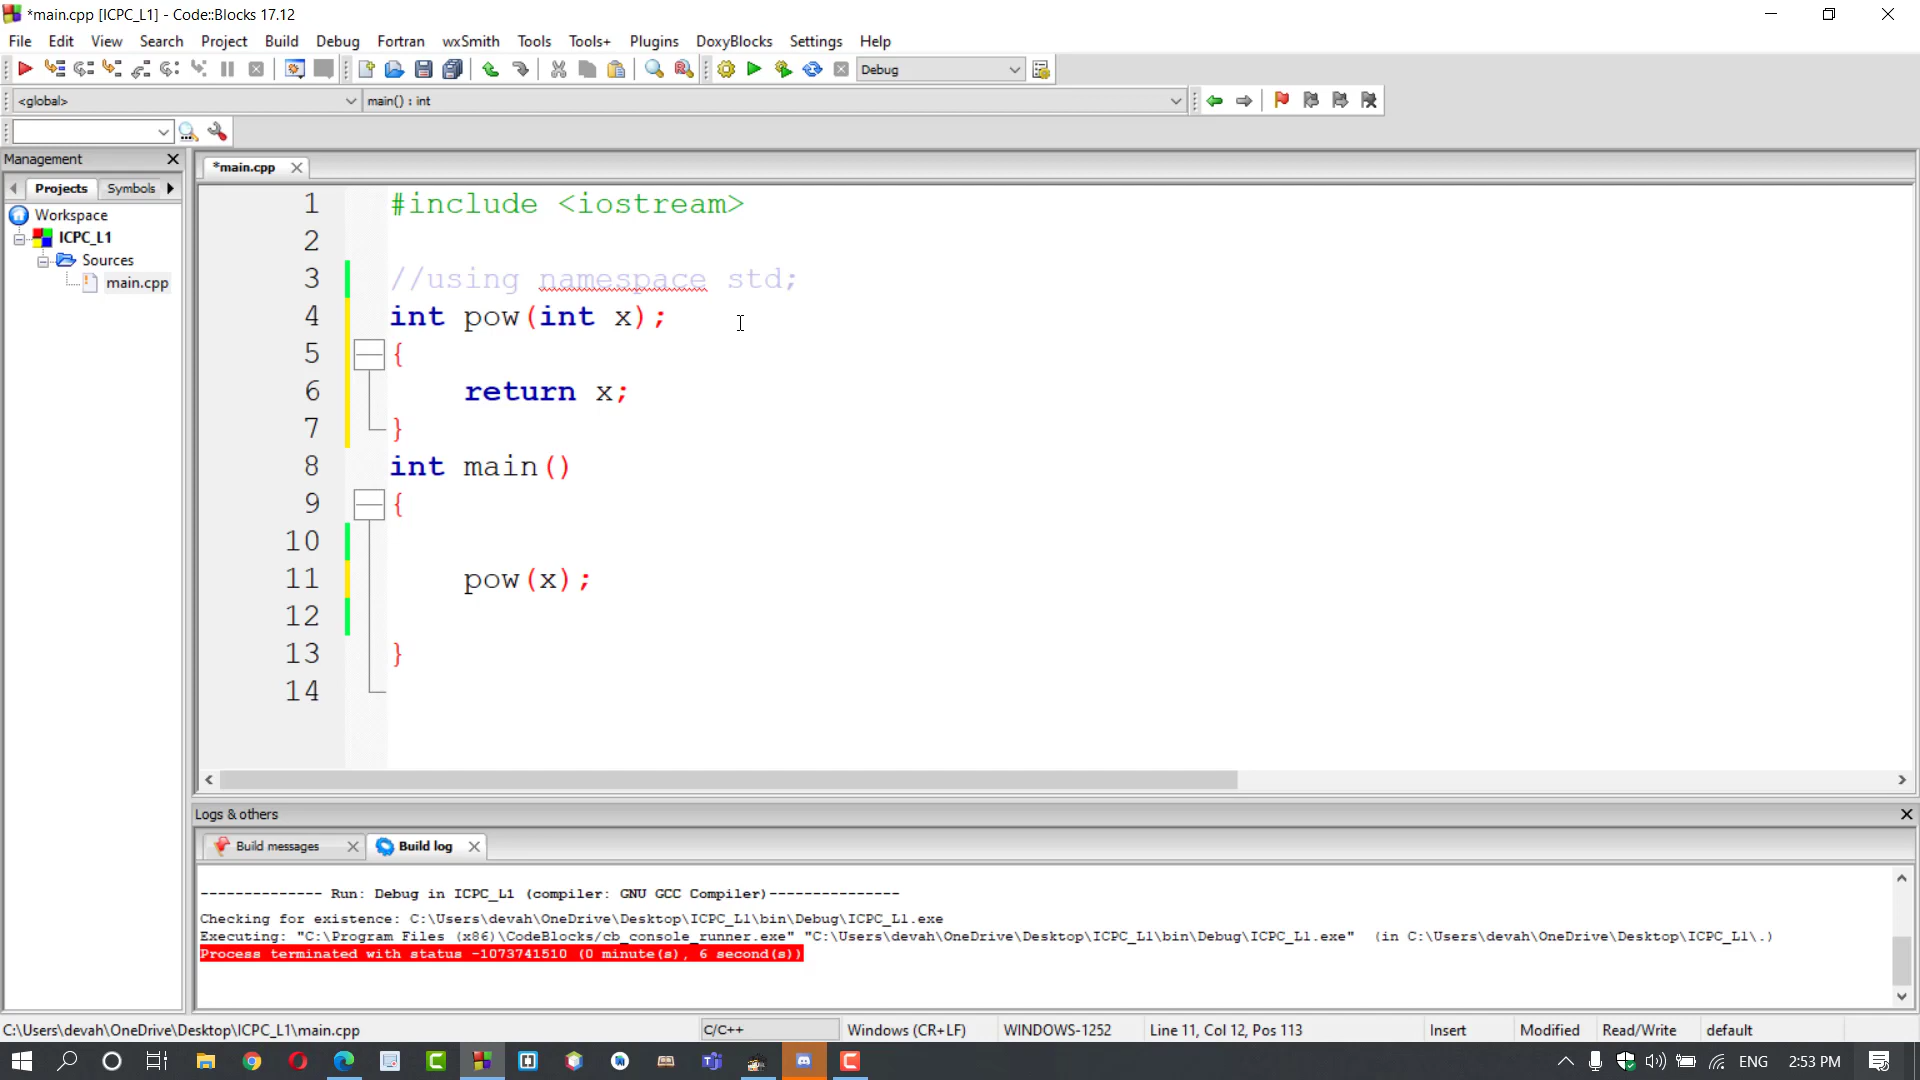 *main.cpp [ICPC_L1] - Code::Blocks 17.12
File Edit View Search Project Build Debug Fortran wxSmith Tools Tools+ Plugins DoxyBlocks Settings Help
Debug
<global> main() : int
Management
*main.cpp
Projects Symbols
Workspace
ICPC_L1
Sources
main.cpp
1 #include <iostream>
2
3 //using namespace std;
4 int pow(int x);
5 {
6 return x;
7 }
8 int main()
9 {
10
11 pow(x);
12
13 }
14
Logs & others
Build messages Build log
-------------- Run: Debug in ICPC_L1 (compiler: GNU GCC Compiler)---------------
Checking for existence: C:\Users\devah\OneDrive\Desktop\ICPC_L1\bin\Debug\ICPC_L1.exe
Executing: "C:\Program Files (x86)\CodeBlocks/cb_console_runner.exe" "C:\Users\devah\OneDrive\Desktop\ICPC_L1\bin\Debug\ICPC_L1.exe"  (in C:\Users\devah\OneDrive\Desktop\ICPC_L1\.)
Process terminated with status -1073741510 (0 minute(s), 6 second(s))
C:\Users\devah\OneDrive\Desktop\ICPC_L1\main.cpp C/C++ Windows (CR+LF) WINDOWS-1252 Line 11, Col 12, Pos 113 Insert Modified Read/Write default
ENG 2:53 PM